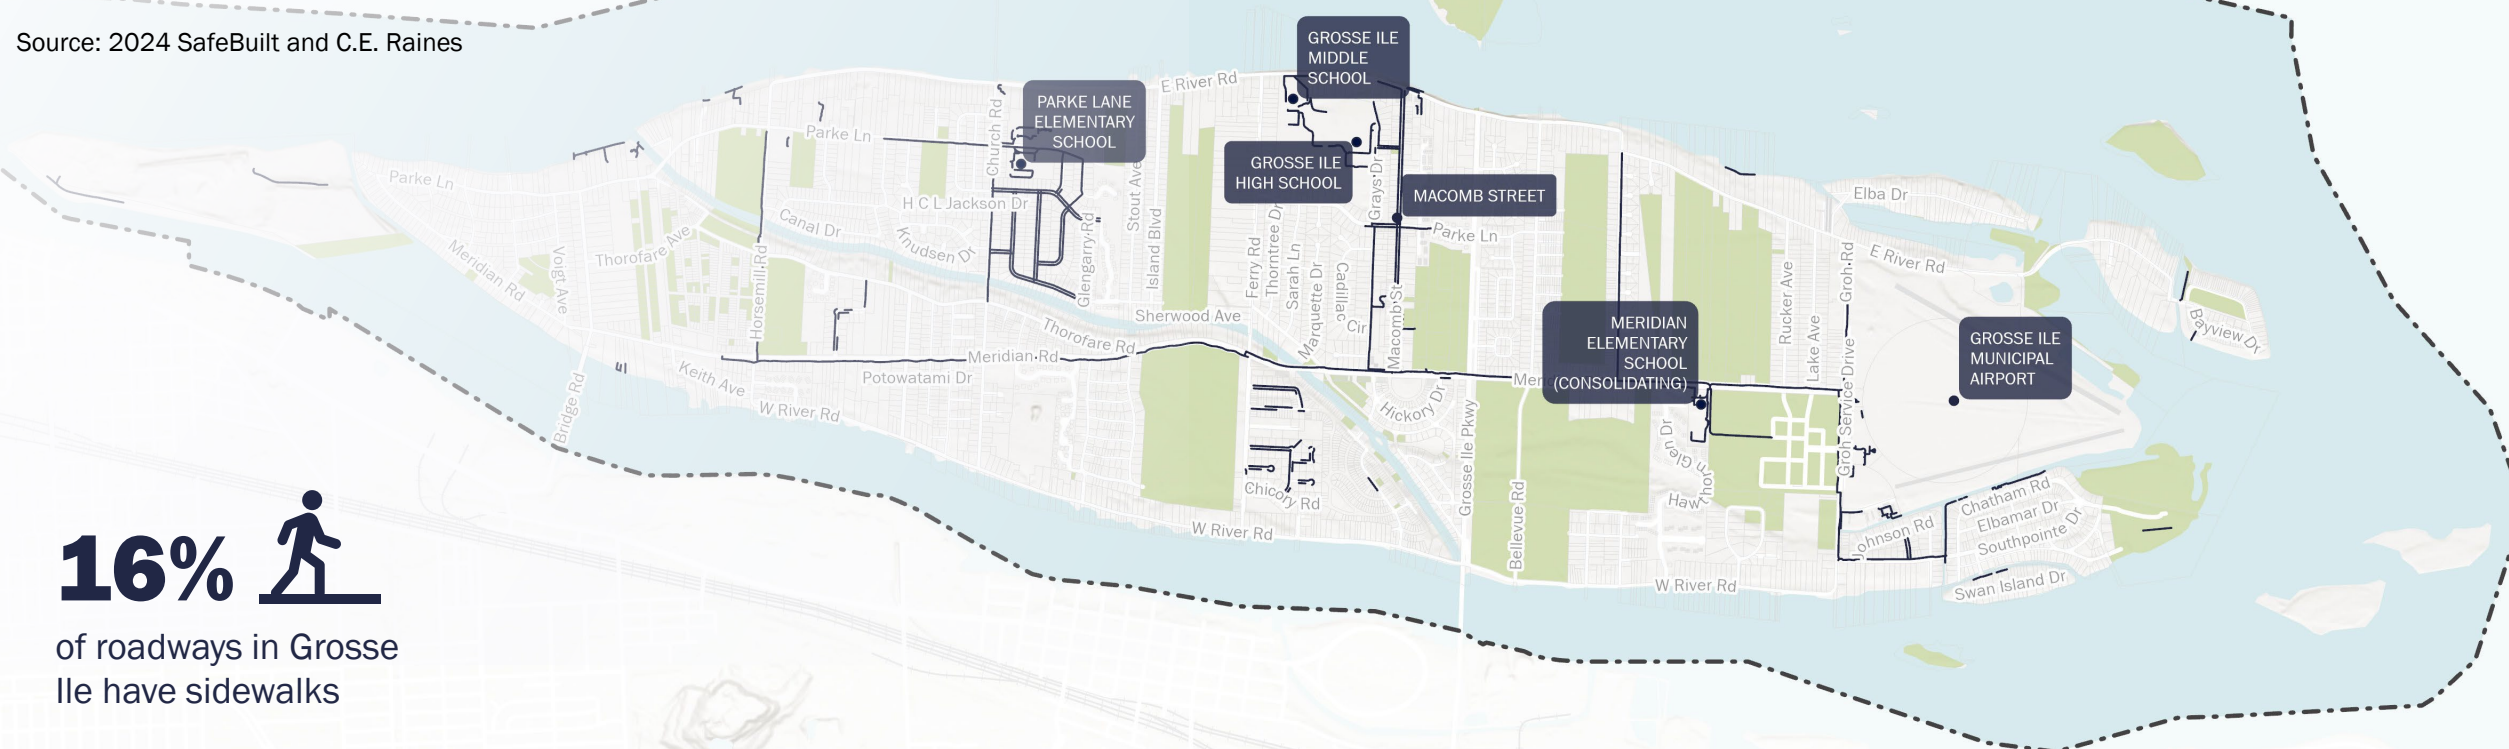 Source: 2024 SafeBuilt and C.E. Raines
GROSSE ILE
MIDDLE
SCHOOL
PARKE LANE
ELEMENTARY
SCHOOL
GROSSE ILE
HIGH SCHOOL
MACOMB STREET
MERIDIAN
ELEMENTARY
SCHOOL
(CONSOLIDATING)
GROSSE ILE
MUNICIPAL
AIRPORT
E River Rd
Parke Ln
Church Rd
Parke Ln
H C L Jackson Dr
Canal Dr
Knudsen Dr
Thorofare Ave
Meridian Rd
Voigt Ave
Horsemill Rd
Glengarry Rd
Stout Ave
Island Blvd
Ferry Rd
Thorntree Dr
Sarah Ln
Marquette Dr
Cadillac
Cir
Grays Dr
Macomb St
Parke Ln
Sherwood Ave
Thorofare Rd
Meridian Rd
Potowatami Dr
Keith Ave
W River Rd
Bridge Rd
Chicory Rd
W River Rd
Hickory Dr
Grosse Ile Pkwy
Bellevue Rd
Glen Dr
Hawthorn Glen Dr
W River Rd
Rucker Ave
Lake Ave
Groh Rd
Groh Service Drive
Elba Dr
E River Rd
Bayview Dr
Johnson Rd
Chatham Rd
Elbamar Dr
Southpointe Dr
Swan Island Dr
16%
of roadways in Grosse
Ile have sidewalks